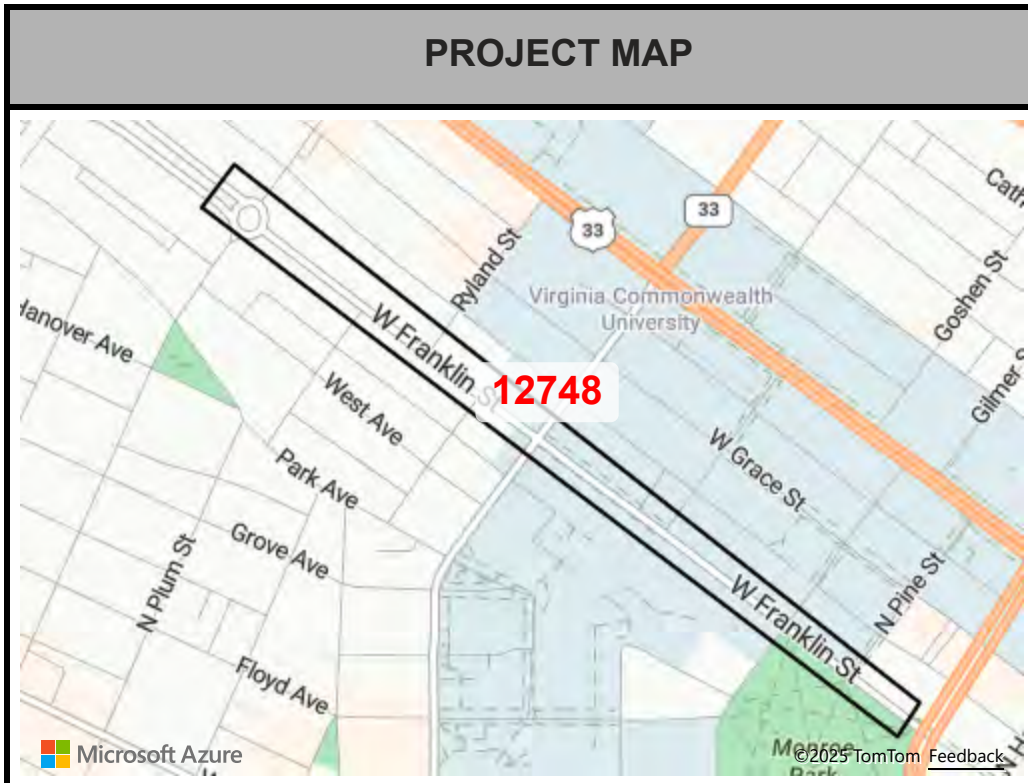 PROJECT MAP
Cath
33
33
Ryland St
Goshen St
Virginia Commonwealth
University
Hanover Ave
W Franklin St
Gilmer S
12748
West Ave
W Grace St
Park Ave
Grove Ave
N Plum St
N Pine St
W Franklin St
Floyd Ave
Monroe
Park
Microsoft Azure
©2025 TomTom Feedback